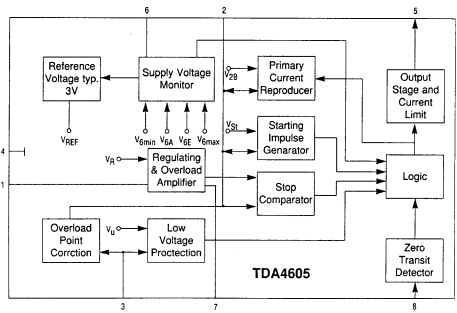 6
2
5
Reference
Voltage typ.
3V
Supply Voltage
Monitor
V2B
Primary
Current
Reproducer
Output
Stage and
Current
Limit
VREF
V6min
V6A
V6E
V6max
VSt
Starting
Impulse
Genarator
4
VR
Regulating
& Overload
Amplifier
Stop
Comparator
Logic
1
Overload
Point
Corrction
Vu
Low
Voltage
Proctection
TDA4605
Zero
Transit
Detector
3
7
8